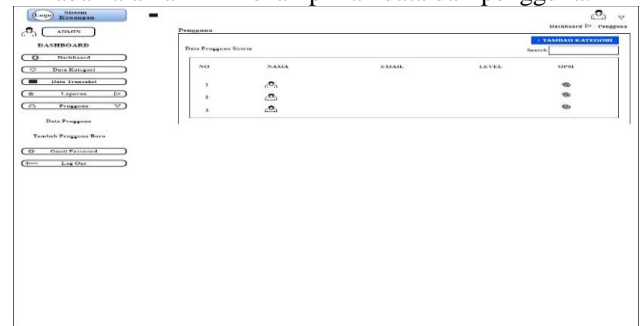 Logo
Sistem
Keuangan
ADMIN
DASHBOARD
Dashboard
Data Kategori
Data Transaksi
Laporan
Pengguna
Data Pengguna
Tambah Pengguna Baru
Ganti Password
Log Out
Dashboard Pengguna
Pengguna
+ TAMBAH KATEGORI
Data Pengguna Sistem
Search
NO NAMA EMAIL LEVEL OPSI
1
2
3